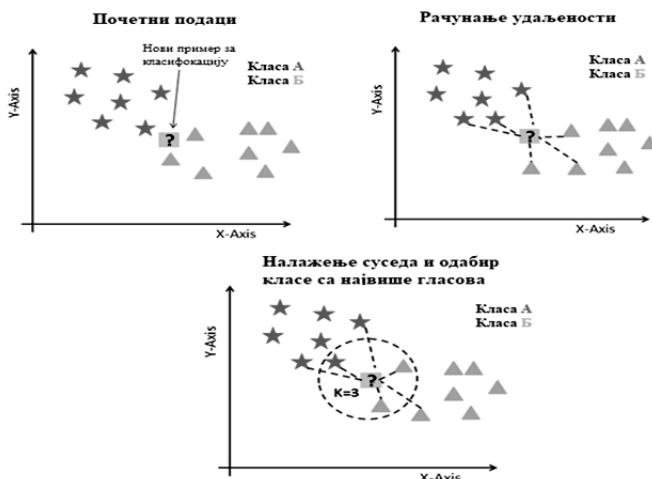 Почетни подаци
Нови пример за
класифокацију
Класа А
Класа Б
?
Y-Axis
X-Axis
Рачунање удаљености
Класа А
Класа Б
?
Y-Axis
X-Axis
Налажење суседа и одабир
класе са највише гласова
Класа А
Класа Б
?
K=3
Y-Axis
X-Axis